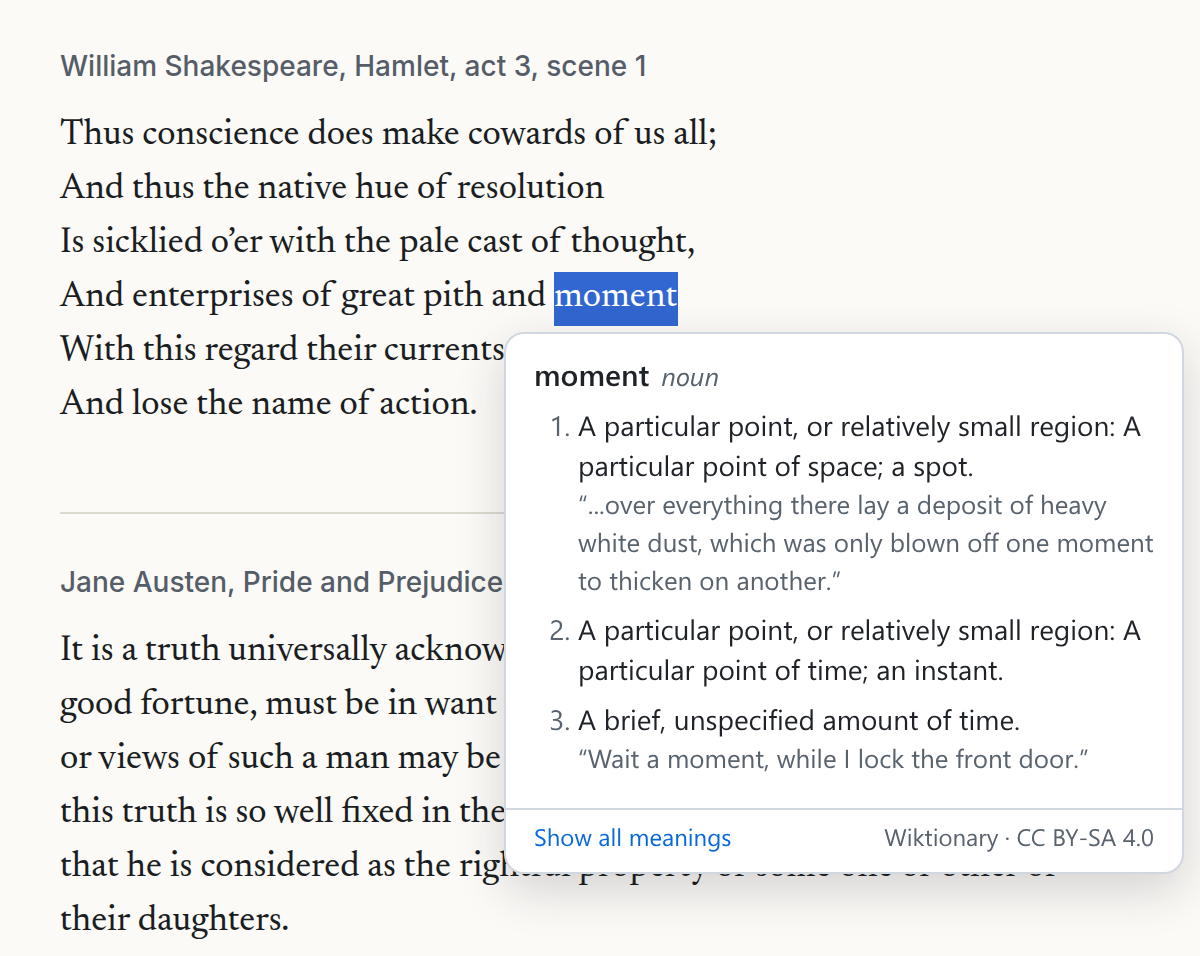 William Shakespeare, Hamlet, act 3, scene 1
Thus conscience does make cowards of us all;
And thus the native hue of resolution
Is sicklied o’er with the pale cast of thought,
And enterprises of great pith and moment
With this regard their currents
And lose the name of action.
moment noun
1. A particular point, or relatively small region: A
particular point of space; a spot.
“...over everything there lay a deposit of heavy
white dust, which was only blown off one moment
to thicken on another.”
2. A particular point, or relatively small region: A
particular point of time; an instant.
3. A brief, unspecified amount of time.
“Wait a moment, while I lock the front door.”
Show all meanings
Wiktionary · CC BY-SA 4.0
Jane Austen, Pride and Prejudice
It is a truth universally
good fortune, must be in want
or views of such a man may be
this truth is so well fixed in the
that he is considered as the
their daughters.